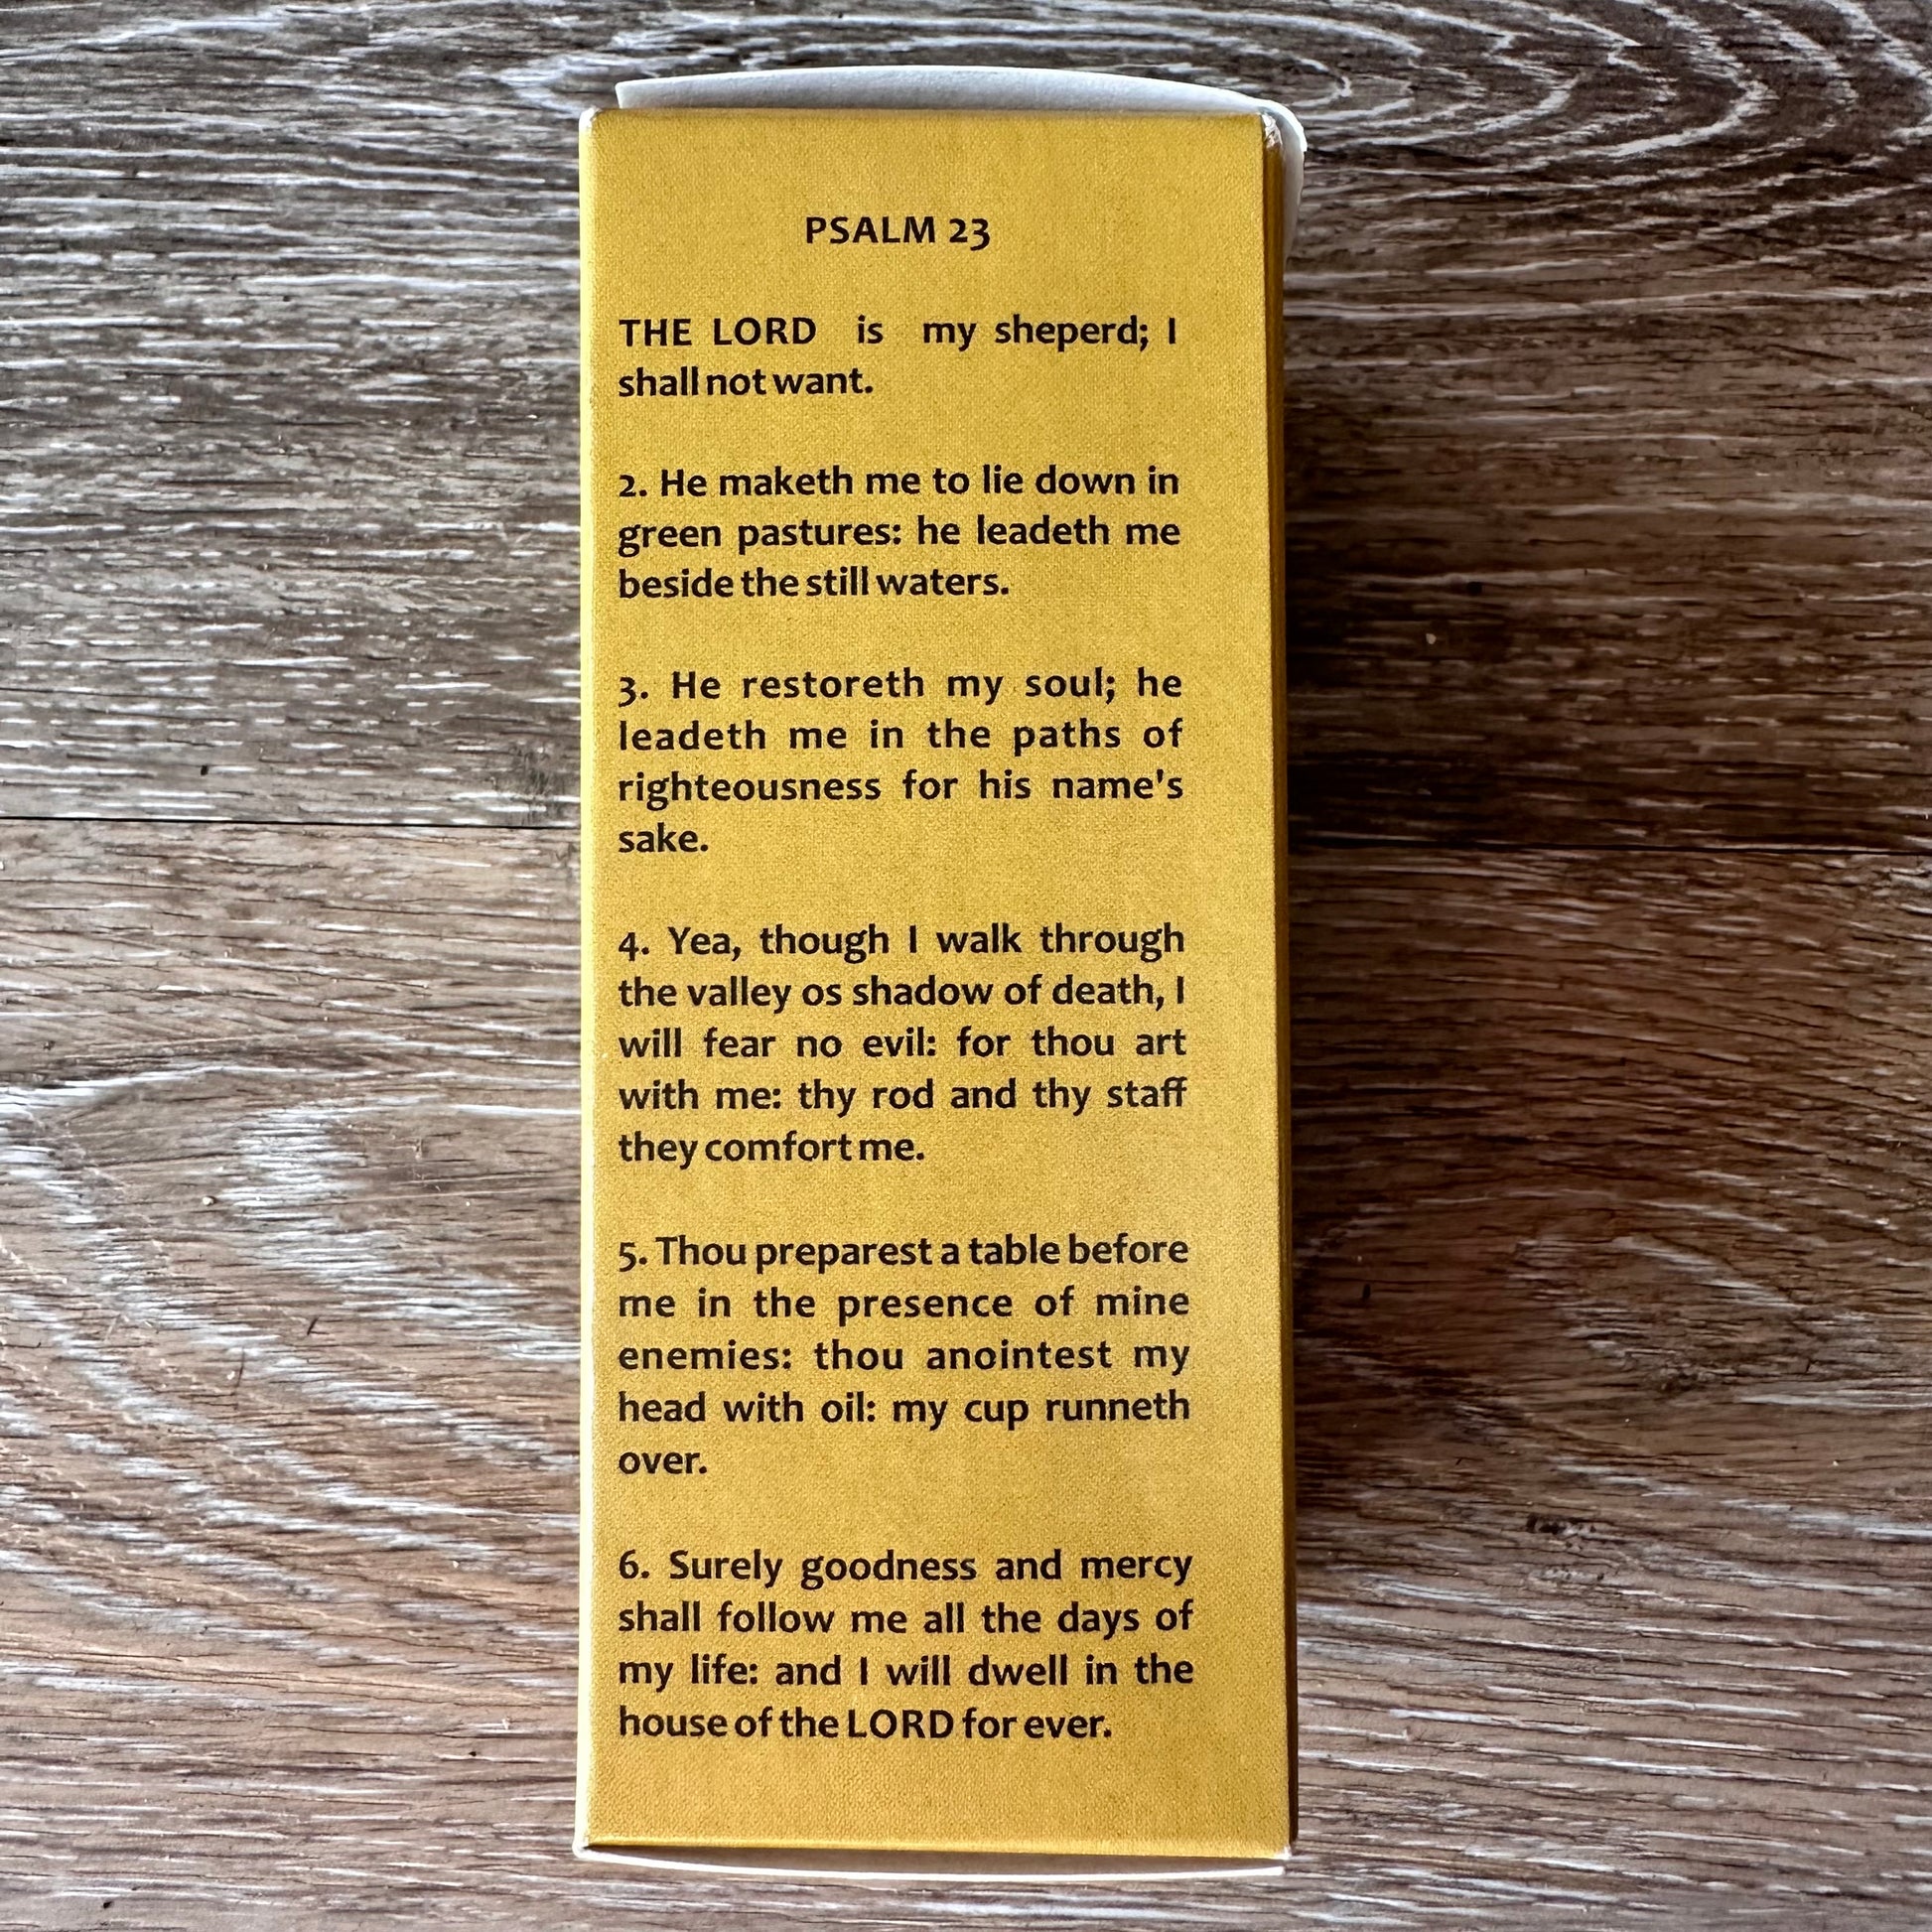 PSALM 23
THE LORD is my sheperd; I
shall not want.
2. He maketh me to lie down in
green pastures: he leadeth me
beside the still waters.
3. He restoreth my soul; he
leadeth me in the paths of
righteousness for his name's
sake.
4. Yea, though I walk through
the valley os shadow of death, I
will fear no evil: for thou art
with me: thy rod and thy staff
they comfort me.
5. Thou preparest a table before
me in the presence of mine
enemies: thou anointest my
head with oil: my cup runneth
over.
6. Surely goodness and mercy
shall follow me all the days of
my life: and I will dwell in the
house of the LORD for ever.